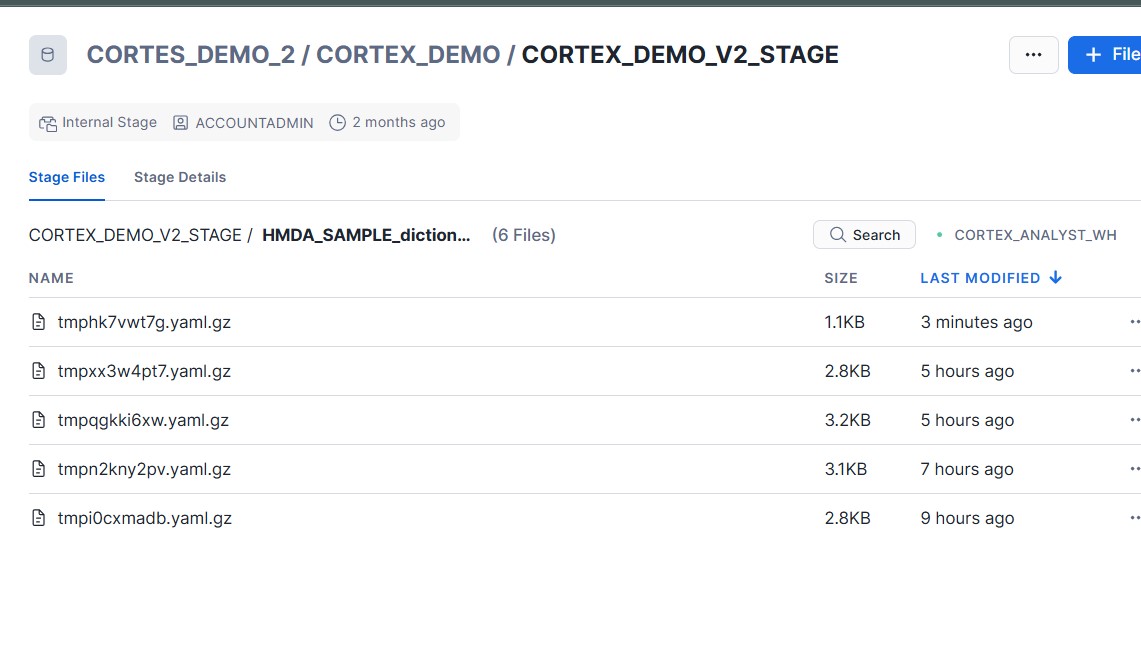 CORTES_DEMO_2 / CORTEX_DEMO / CORTEX_DEMO_V2_STAGE
... + File
Internal Stage ACCOUNTADMIN 2 months ago
Stage Files Stage Details
CORTEX_DEMO_V2_STAGE / HMDA_SAMPLE_diction... (6 Files) Search CORTEX_ANALYST_WH
NAME SIZE LAST MODIFIED
tmphk7vwt7g.yaml.gz 1.1KB 3 minutes ago
tmpxx3w4pt7.yaml.gz 2.8KB 5 hours ago
tmpqgkki6xw.yaml.gz 3.2KB 5 hours ago
tmpn2kny2pv.yaml.gz 3.1KB 7 hours ago
tmpi0cxmadb.yaml.gz 2.8KB 9 hours ago